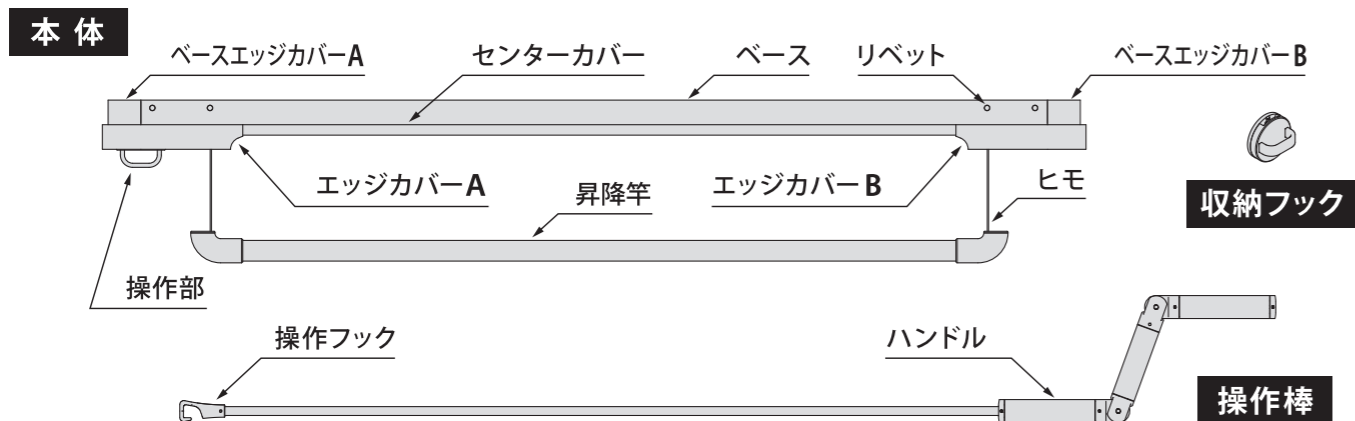 本体
ベースエッジカバーA
センターカバー
ベース
リベット
ベースエッジカバーB
エッジカバーA
昇降竿
エッジカバーB
ヒモ
収納フック
操作部
操作フック
ハンドル
操作棒